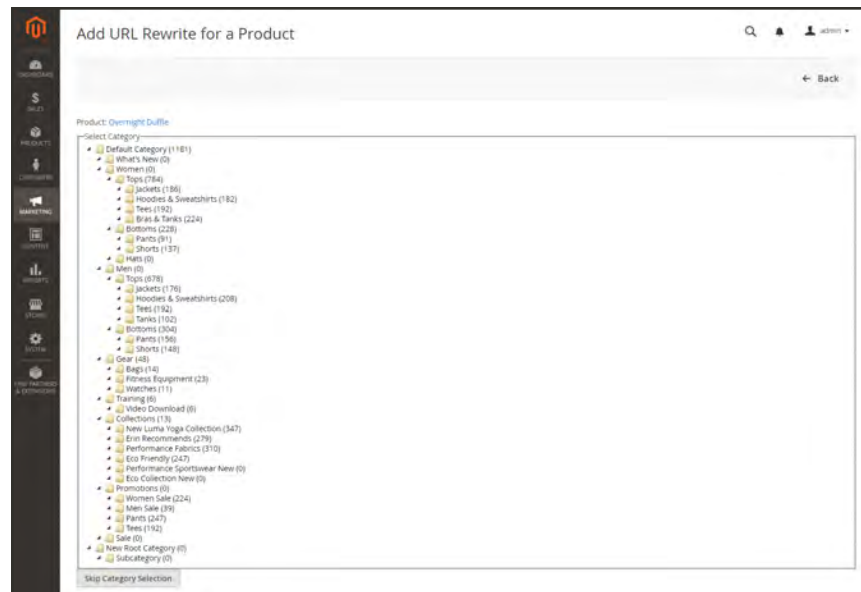 Add URL Rewrite for a Product
admin
DASHBOARD
← Back
$
SALES
Product: Overnight Duffle
PRODUCTS
Select Category
Default Category (1181)
What's New (0)
Women (0)
CUSTOMERS
Tops (784)
Jackets (186)
Hoodies & Sweatshirts (182)
Tees (192)
MARKETING
Bras & Tanks (224)
Bottoms (228)
Pants (91)
CONTENT
Shorts (137)
Hats (0)
Men (0)
Tops (678)
REPORTS
Jackets (176)
Hoodies & Sweatshirts (208)
Tees (192)
STORES
Tanks (102)
Bottoms (304)
Pants (156)
SYSTEM
Shorts (148)
Gear (48)
Bags (14)
Fitness Equipment (23)
FIND PARTNERS
& EXTENSIONS
Watches (11)
Training (6)
Video Download (6)
Collections (13)
New Luma Yoga Collection (347)
Erin Recommends (279)
Performance Fabrics (310)
Eco Friendly (247)
Performance Sportswear New (0)
Eco Collection New (0)
Promotions (0)
Women Sale (224)
Men Sale (39)
Pants (247)
Tees (192)
Sale (0)
New Root Category (0)
Subcategory (0)
Skip Category Selection